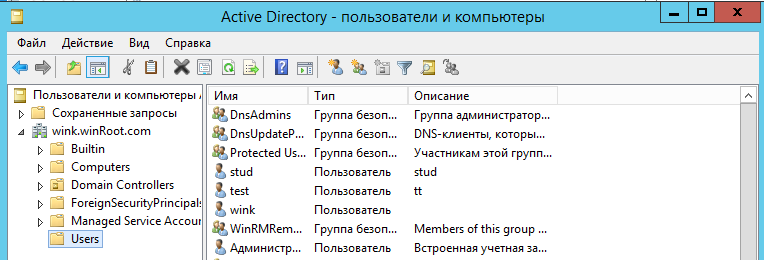 Active Directory - пользователи и компьютеры
Файл Действие Вид Справка
Пользователи и компьютеры A
Сохраненные запросы
wink.winRoot.com
Builtin
Computers
Domain Controllers
ForeignSecurityPrincipals
Managed Service Accour
Users
Имя Тип Описание
DnsAdmins Группа безоп... Группа администратор...
DnsUpdateP... Группа безоп... DNS-клиенты, которы...
Protected Us... Группа безоп... Участникам этой групп...
stud Пользователь stud
test Пользователь tt
wink Пользователь
WinRMRem... Группа безоп... Members of this group ...
Администр... Пользователь Встроенная учетная за...